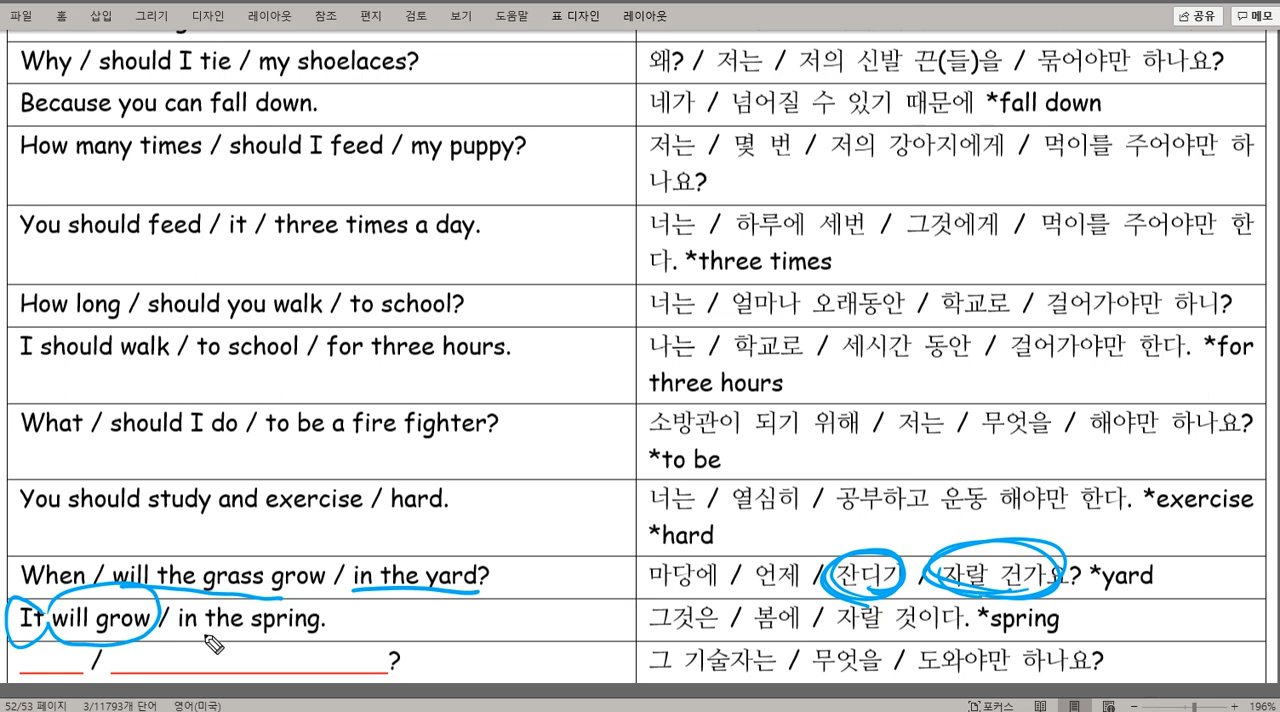 파일 홈 삽입 그리기 디자인 레이아웃 참조 편지 검토 보기 도움말 표 디자인 레이아웃 공유 메모
Why / should I tie / my shoelaces? 왜? / 저는 / 저의 신발 끈(들)을 / 묶어야만 하나요?
Because you can fall down. 네가 / 넘어질 수 있기 때문에 *fall down
How many times / should I feed / my puppy? 저는 / 몇 번 / 저의 강아지에게 / 먹이를 주어야만 하
나요?
You should feed / it / three times a day. 너는 / 하루에 세번 / 그것에게 / 먹이를 주어야만 한
다. *three times
How long / should you walk / to school? 너는 / 얼마나 오래동안 / 학교로 / 걸어가야만 하니?
I should walk / to school / for three hours. 나는 / 학교로 / 세시간 동안 / 걸어가야만 한다. *for
three hours
What / should I do / to be a fire fighter? 소방관이 되기 위해 / 저는 / 무엇을 / 해야만 하나요?
*to be
You should study and exercise / hard. 너는 / 열심히 / 공부하고 운동 해야만 한다. *exercise
*hard
When / will the grass grow / in the yard? 마당에 / 언제 / 잔디가 / 자랄 건가요? *yard
It will grow / in the spring. 그것은 / 봄에 / 자랄 것이다. *spring
/ ? 그 기술자는 / 무엇을 / 도와야만 하나요?
52/53 페이지 3/11793개 단어 영어(미국) 포커스 196%